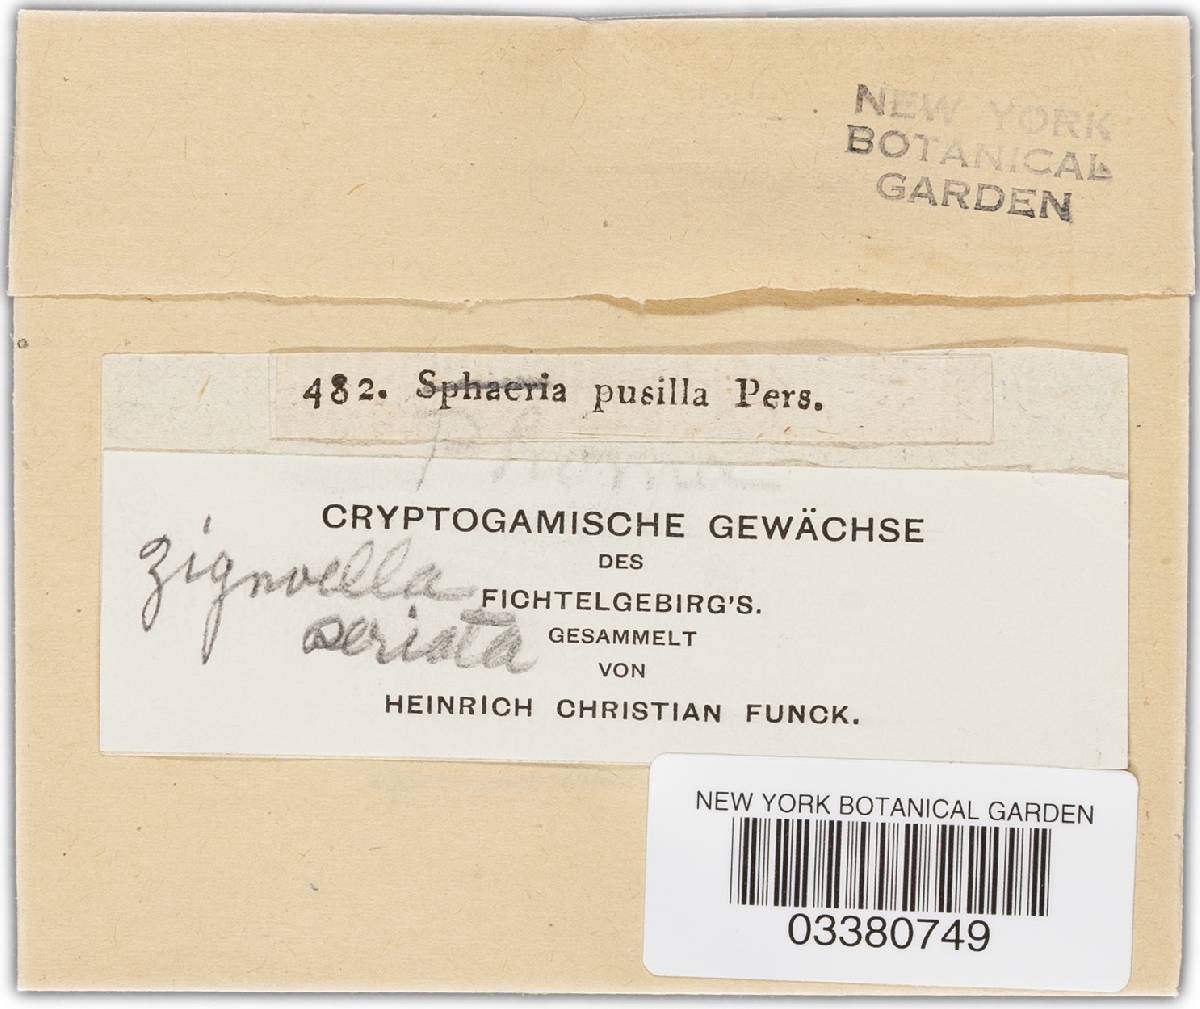 NEW YORK
BOTANICAL
GARDEN
482. Sphaeria pusilla Pers.
Phoma
CRYPTOGAMISCHE GEWÄCHSE
DES
Zignoella
FICHTELGEBIRG'S.
seriata
GESAMMELT
VON
HEINRICH CHRISTIAN FUNCK.
NEW YORK BOTANICAL GARDEN
03380749